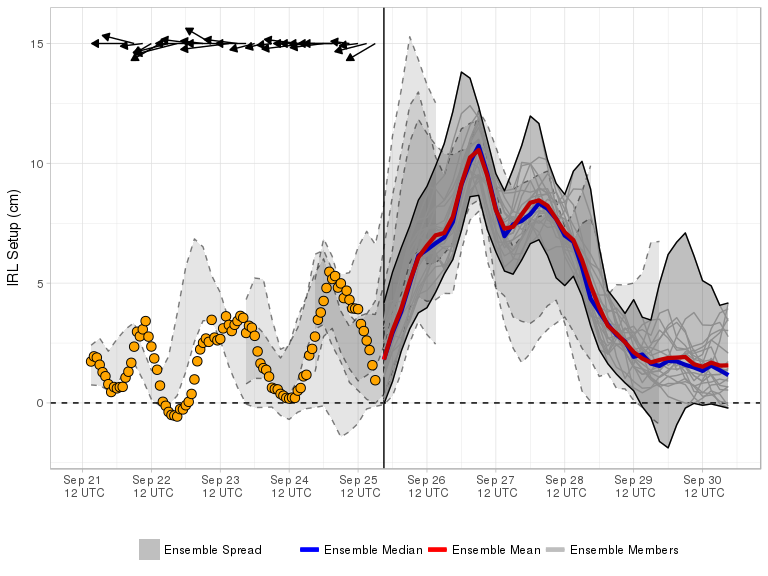 IRL Setup (cm)
15
10
5
0
Sep 21 Sep 22 Sep 23 Sep 24 Sep 25 Sep 26 Sep 27 Sep 28 Sep 29 Sep 30
12 UTC 12 UTC 12 UTC 12 UTC 12 UTC 12 UTC 12 UTC 12 UTC 12 UTC 12 UTC
Ensemble Spread Ensemble Median Ensemble Mean Ensemble Members